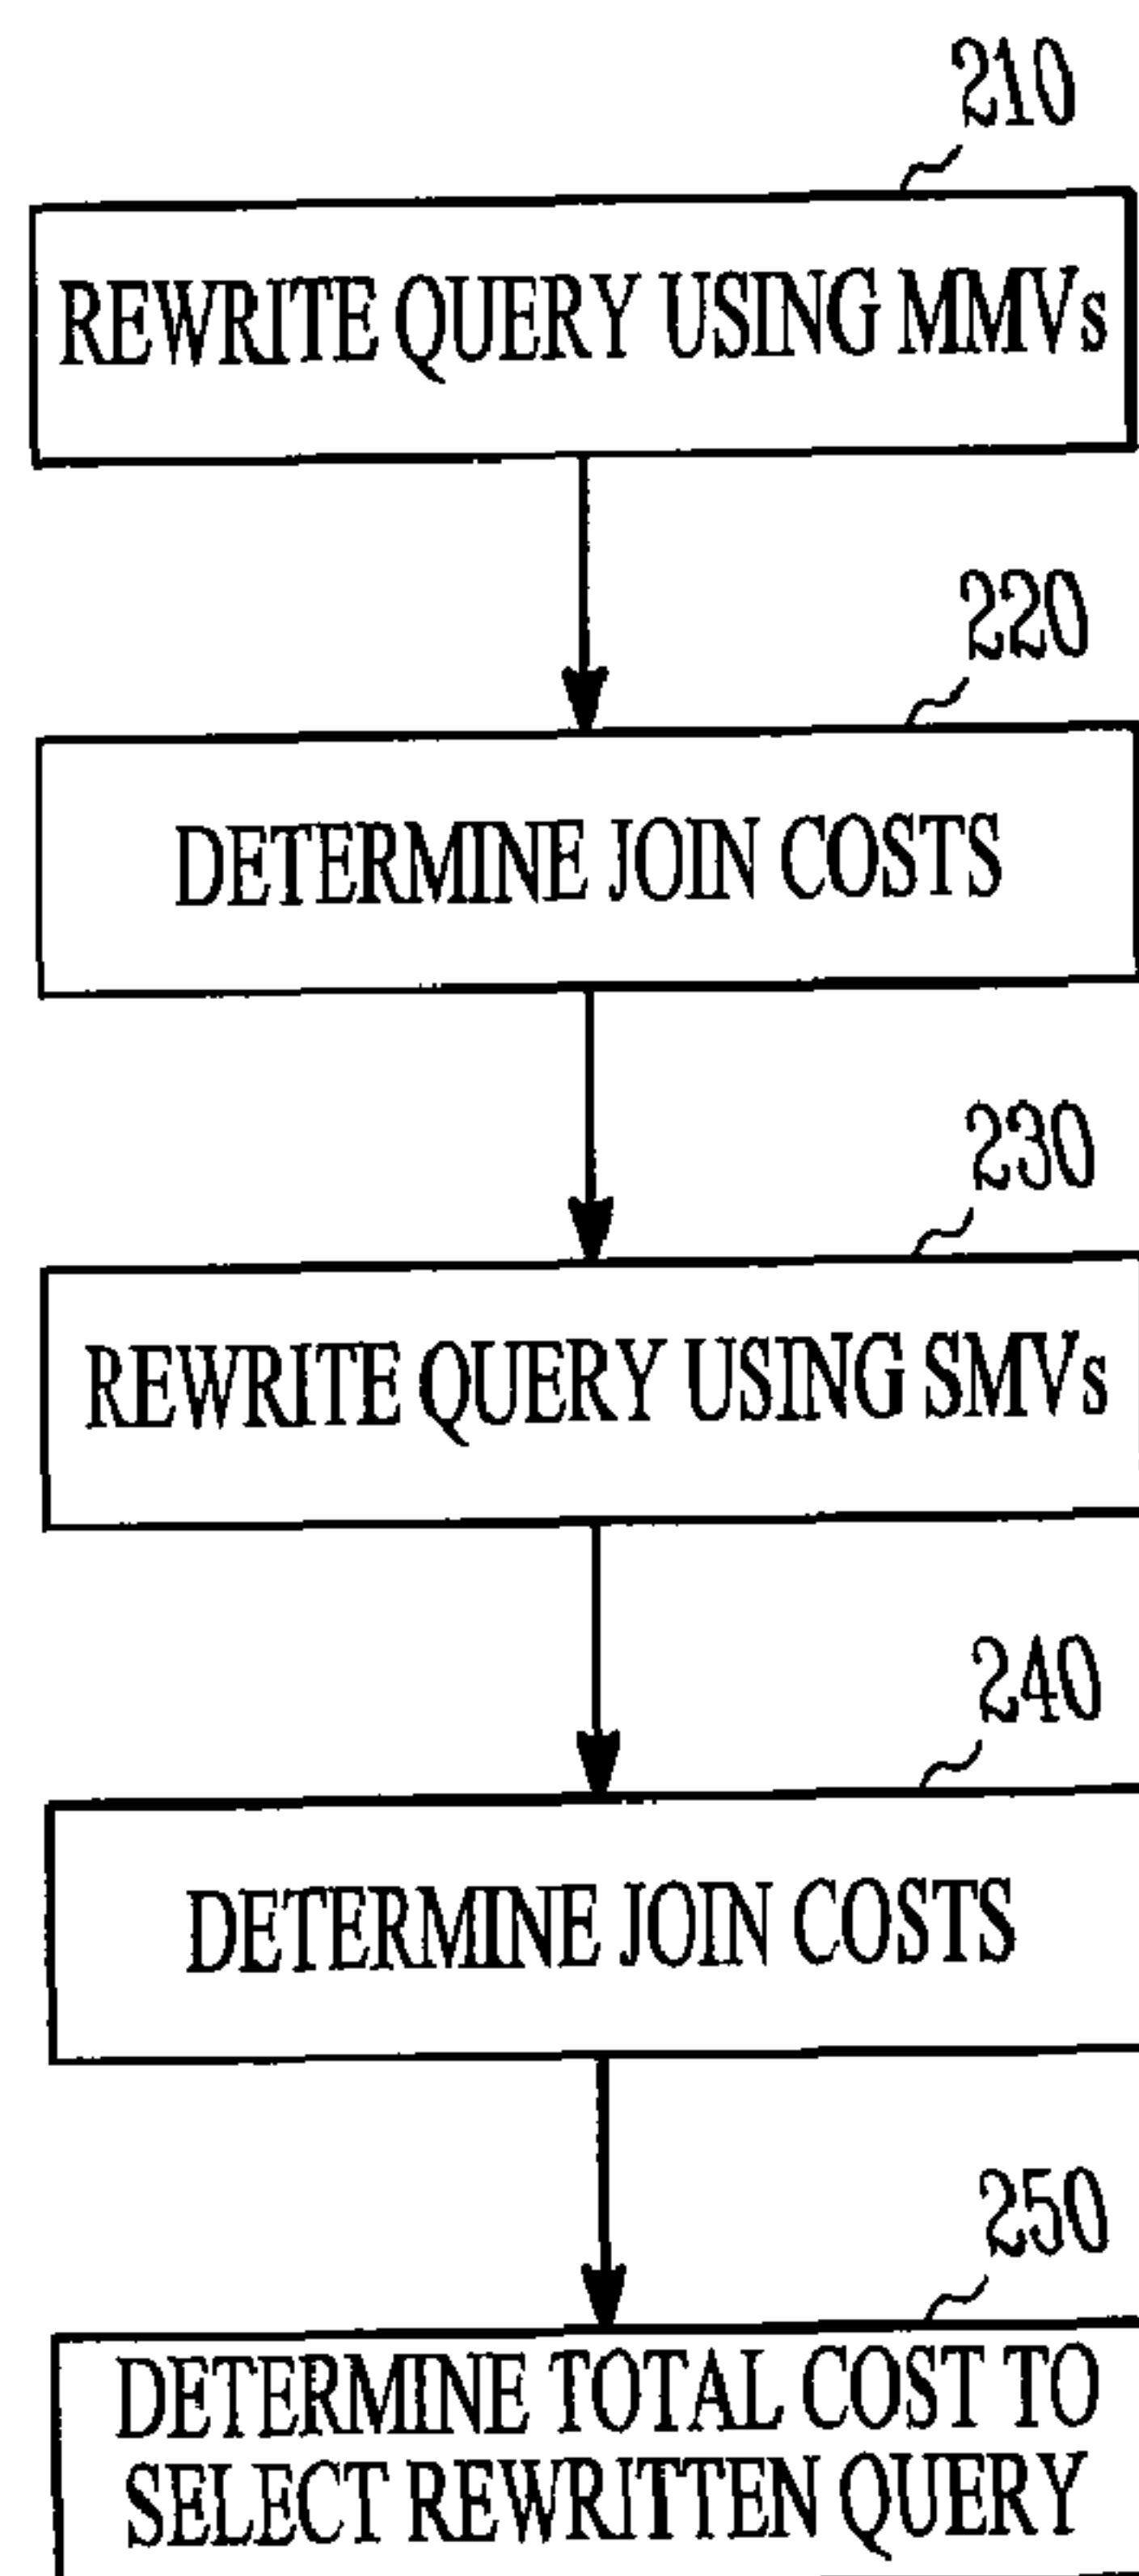 210
REWRITE QUERY USING MMVs
220
DETERMINE JOIN COSTS
230
REWRITE QUERY USING SMVs
240
DETERMINE JOIN COSTS
250
DETERMINE TOTAL COST TO
SELECT REWRITTEN QUERY